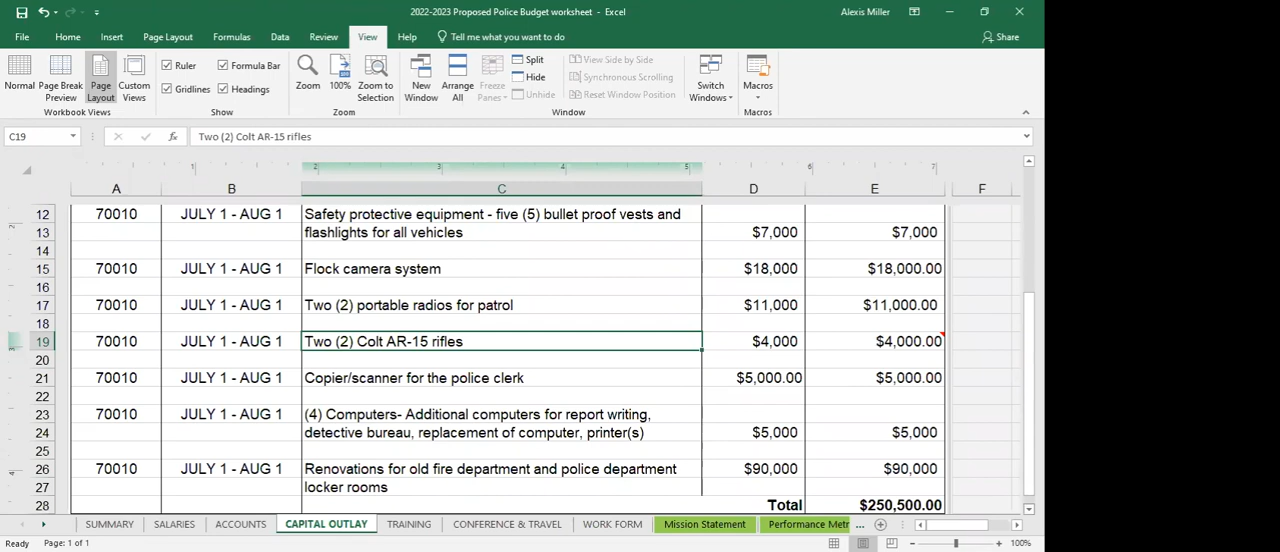 2022-2023 Proposed Police Budget worksheet - Excel
Alexis Miller
File Home Insert Page Layout Formulas Data Review View Help Tell me what you want to do Share
Normal
Page Break Preview
Page Layout
Custom Views
Workbook Views
Ruler
Formula Bar
Gridlines
Headings
Show
Zoom
100%
Zoom to Selection
Zoom
New Window
Arrange All
Freeze Panes
Split
Hide
Unhide
View Side by Side
Synchronous Scrolling
Reset Window Position
Window
Switch Windows
Macros
Macros
C19 fx Two (2) Colt AR-15 rifles
1 2 3 4 5 6 7
A B C D E F
12 70010 JULY 1 - AUG 1 Safety protective equipment - five (5) bullet proof vests and
13 flashlights for all vehicles $7,000 $7,000
14
15 70010 JULY 1 - AUG 1 Flock camera system $18,000 $18,000.00
16
17 70010 JULY 1 - AUG 1 Two (2) portable radios for patrol $11,000 $11,000.00
18
19 70010 JULY 1 - AUG 1 Two (2) Colt AR-15 rifles $4,000 $4,000.00
20
21 70010 JULY 1 - AUG 1 Copier/scanner for the police clerk $5,000.00 $5,000.00
22
23 70010 JULY 1 - AUG 1 (4) Computers- Additional computers for report writing,
24 detective bureau, replacement of computer, printer(s) $5,000 $5,000
25
26 70010 JULY 1 - AUG 1 Renovations for old fire department and police department $90,000 $90,000
27 locker rooms
28 Total $250,500.00
SUMMARY SALARIES ACCOUNTS CAPITAL OUTLAY TRAINING CONFERENCE & TRAVEL WORK FORM Mission Statement Performance Metr ...
Ready Page: 1 of 1 100%